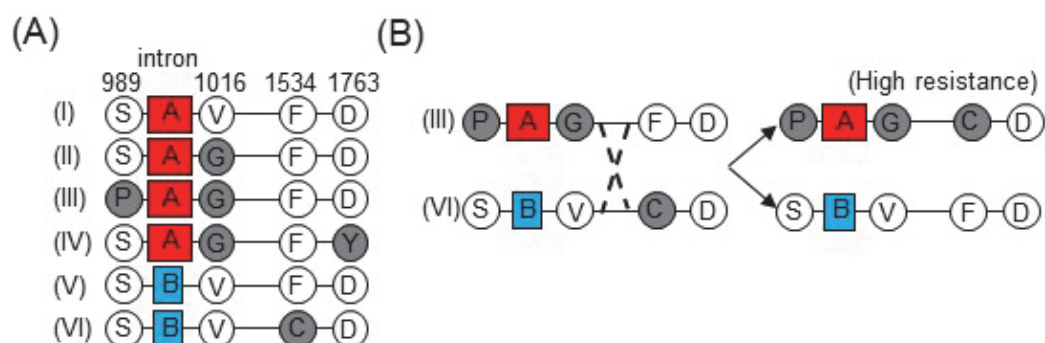 (A)
intron
989 1016 1534 1763
(I) S A V F D
(II) S A G F D
(III) P A G F D
(IV) S A G F Y
(V) S B V F D
(VI) S B V C D
(B)
(High resistance)
(III) P A G F D
P A G C D
(VI) S B V C D
S B V F D